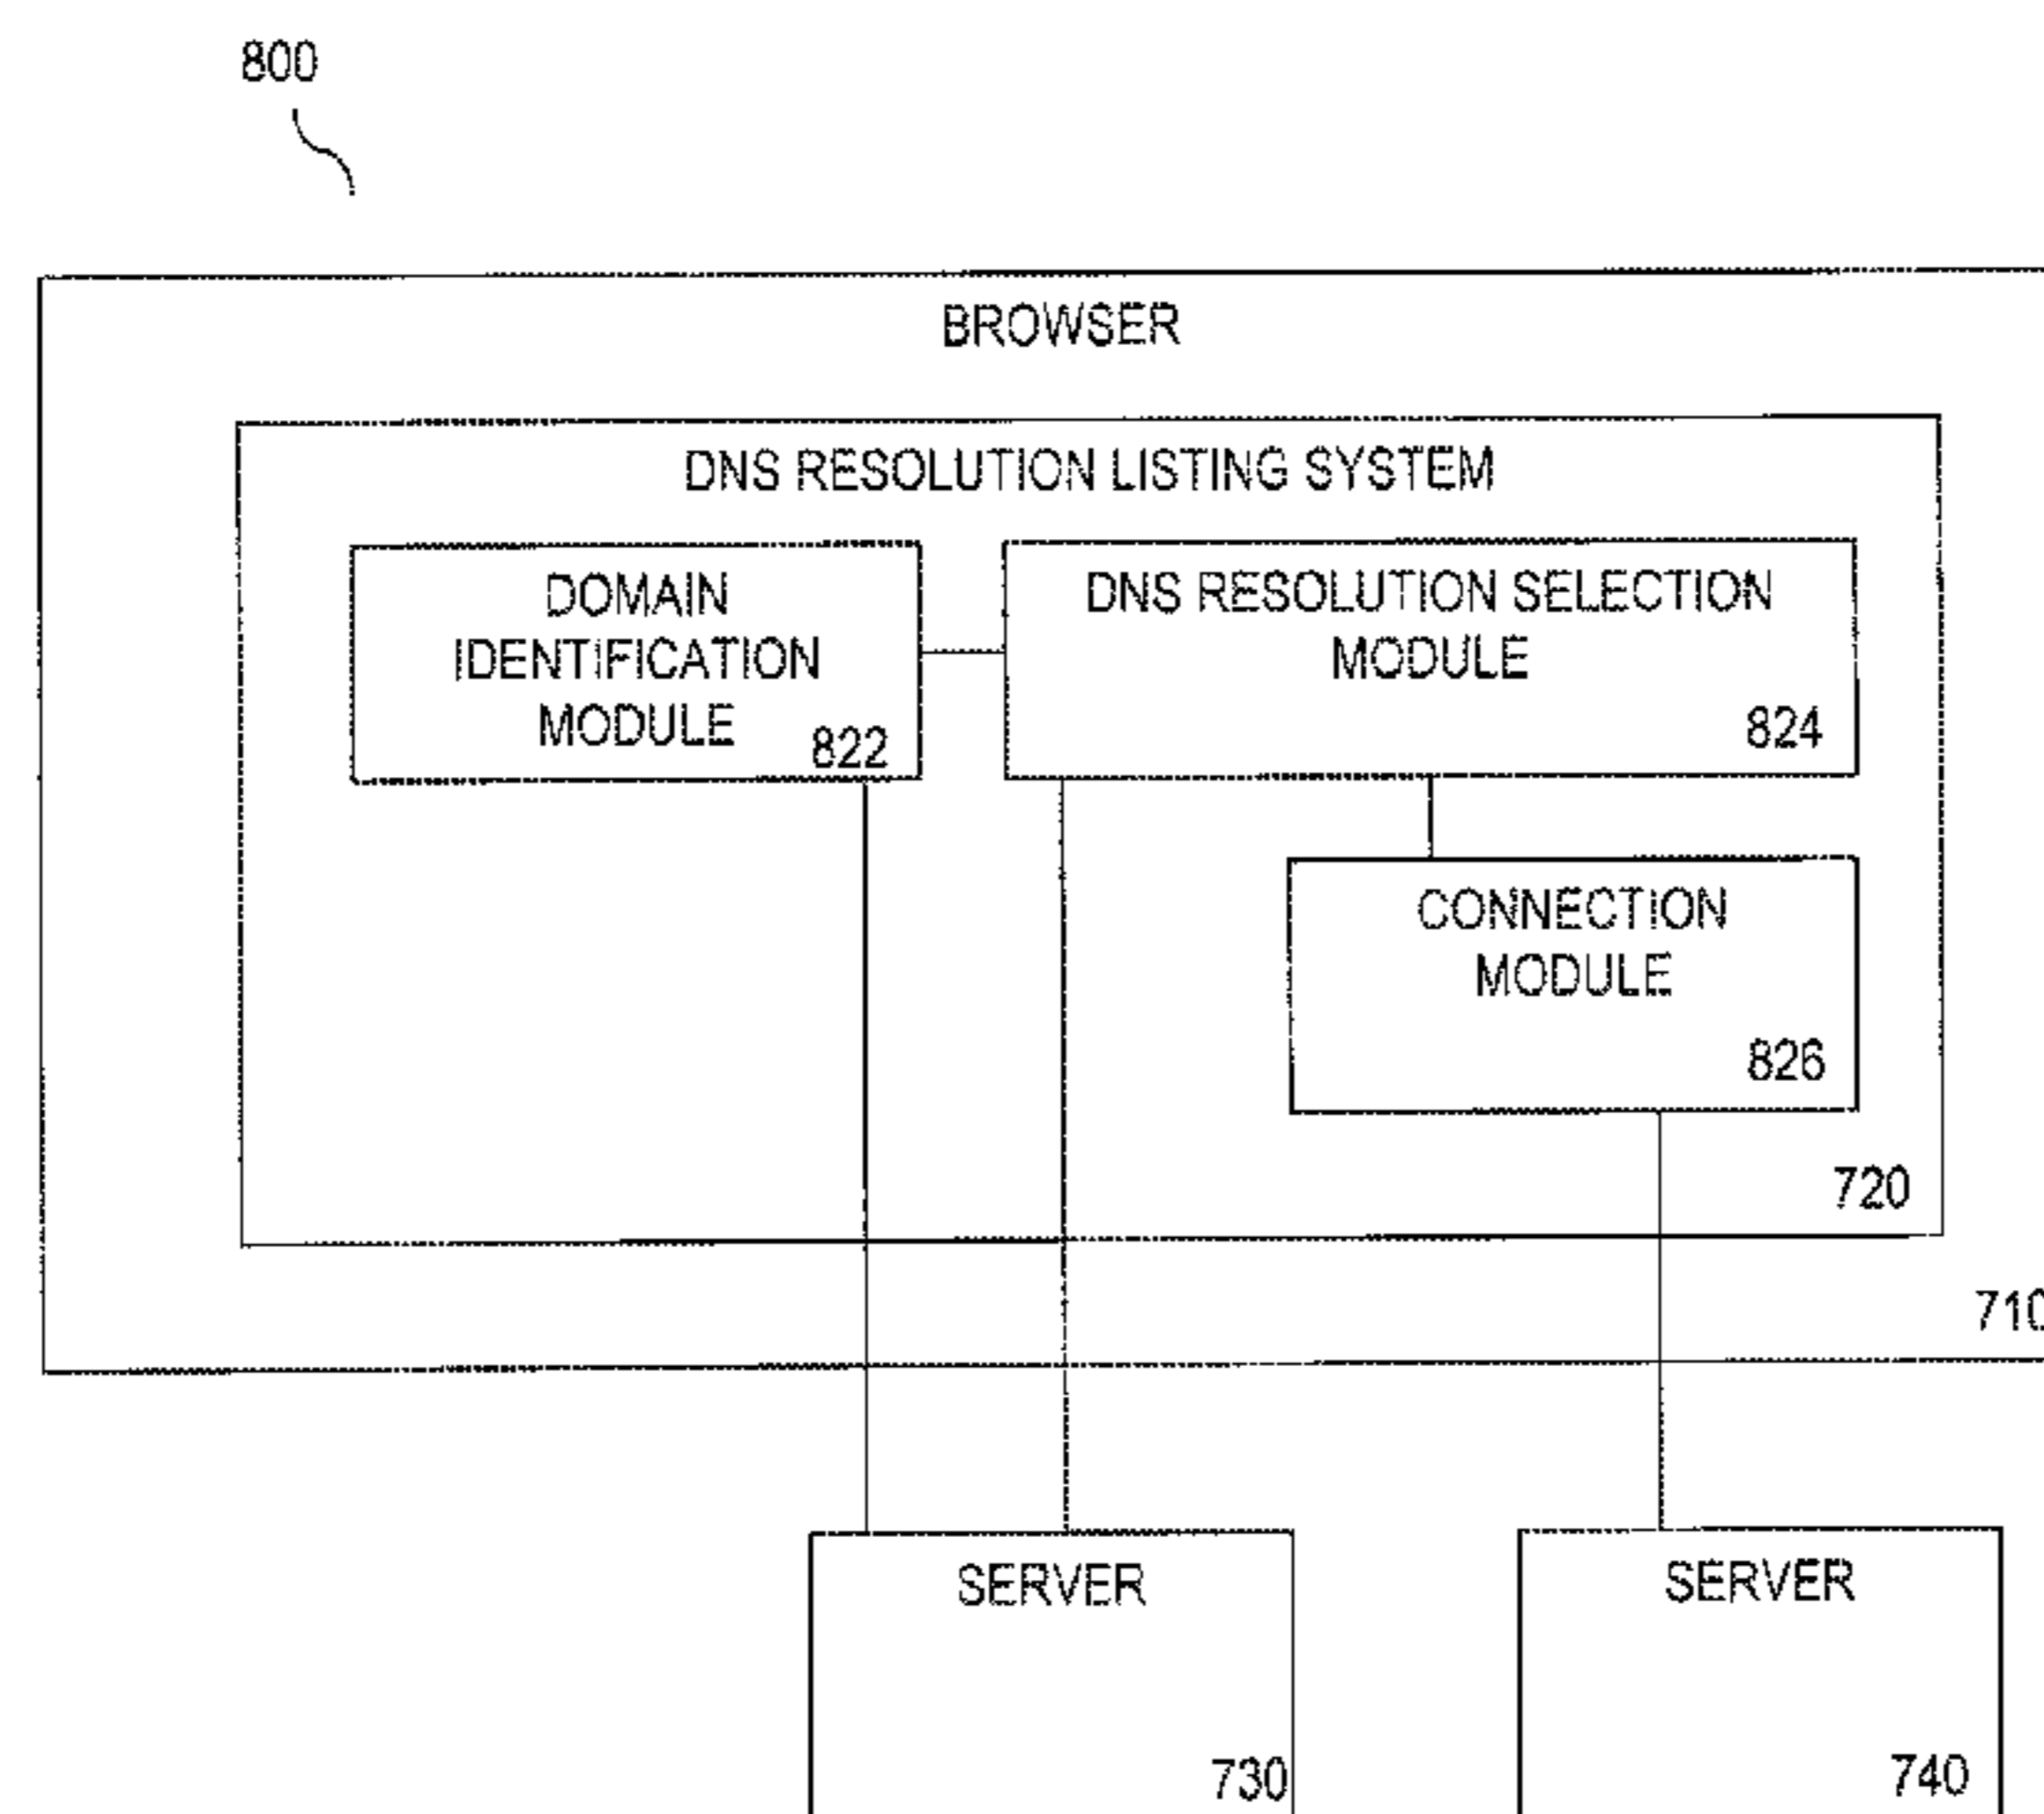 800
BROWSER
DNS RESOLUTION LISTING SYSTEM
DOMAIN
IDENTIFICATION
MODULE
822
DNS RESOLUTION SELECTION
MODULE
824
CONNECTION
MODULE
826
720
710
SERVER
730
SERVER
740